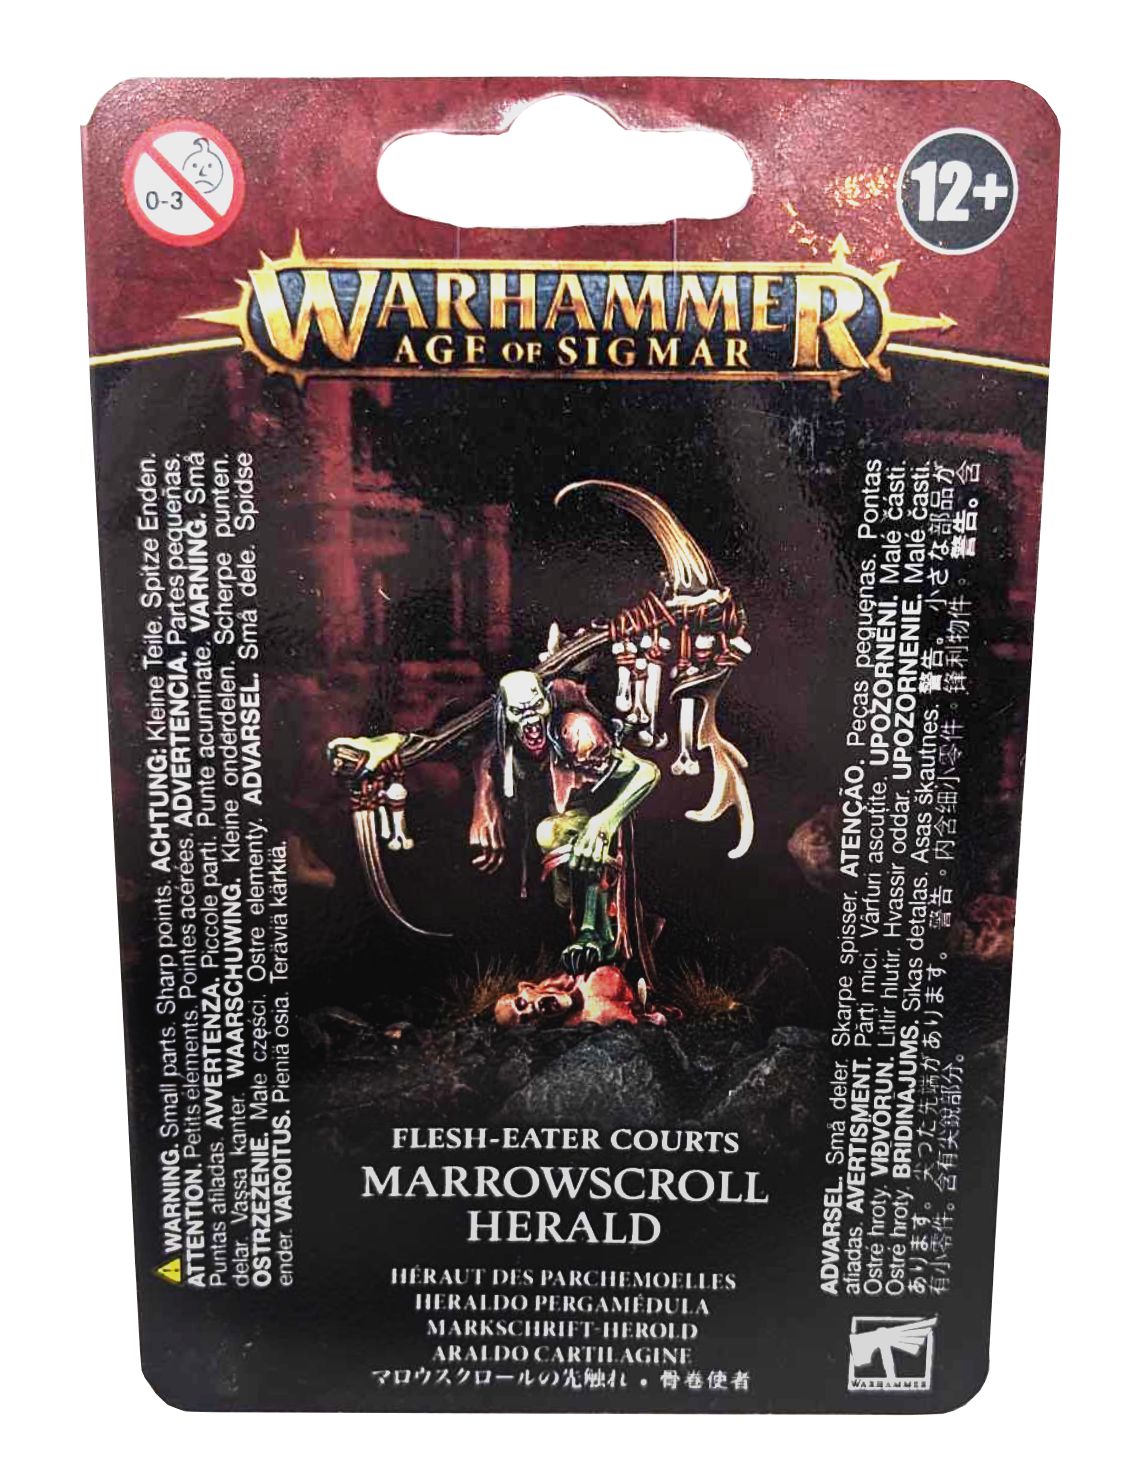 0-3
12+
WARHAMMER
AGE OF SIGMAR
⚠ WARNING. Small parts. Sharp points. ACHTUNG: Kleine Teile. Spitze Enden.
ATTENTION. Petits éléments. Pointes acérées. ADVERTENCIA. Partes pequeñas.
Puntas afiladas. AVVERTENZA. Piccole parti. Punte acuminate. VARNING. Små
delar. Vassa kanter. WAARSCHUWING. Kleine onderdelen. Scherpe punten.
OSTRZEŻENIE. Małe części. Ostre elementy. ADVARSEL. Små dele. Spidse
ender. VAROITUS. Pieniä osia. Teräviä kärkiä.
ADVARSEL. Små deler. Skarpe spisser. ATENÇÃO. Peças pequenas. Pontas
afiadas. AVERTISMENT. Părți mici. Vârfuri ascuțite. UPOZORNĚNÍ. Malé části.
Ostré hroty. VIÐVÖRUN. Litlir hlutir. Hvassir oddar. UPOZORNENIE. Malé časti.
Ostré hroty. BRĪDINĀJUMS. Sīkas detaļas. Asas šķautnes. 警告。小さな部品が
あります。尖った先端があります。警告。内含细小零件。锋利物件。警告。含
有小零件。含有尖銳部分。
FLESH-EATER COURTS
MARROWSCROLL
HERALD
HÉRAUT DES PARCHEMOELLES
HERALDO PERGAMÉDULA
MARKSCHRIFT-HEROLD
ARALDO CARTILAGINE
マロウスクロールの先触れ • 骨卷使者
WARHAMMER